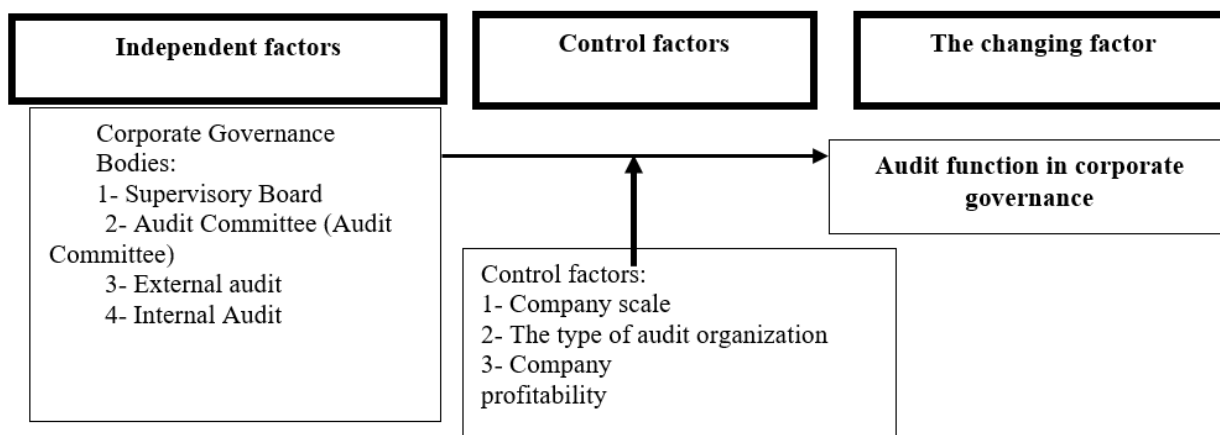 Independent factors
Control factors
The changing factor
Corporate Governance
Bodies:
1- Supervisory Board
2- Audit Committee (Audit
Committee)
3- External audit
4- Internal Audit
Control factors:
1- Company scale
2- The type of audit organization
3- Company
profitability
Audit function in corporate
governance